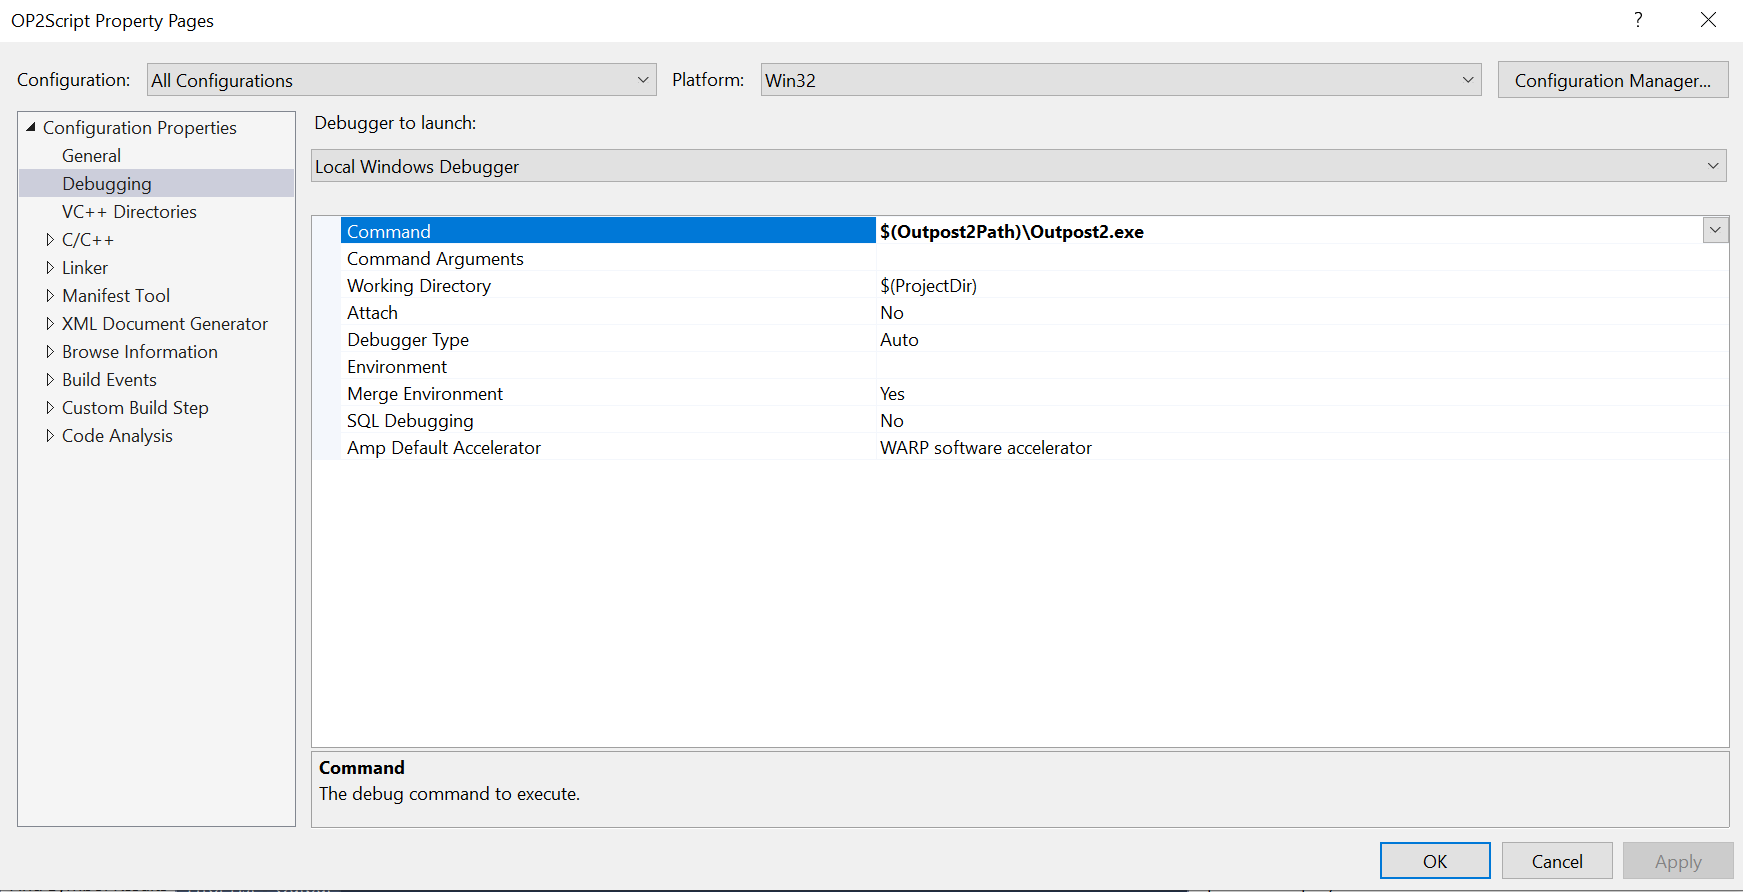 OP2Script Property Pages
?
Configuration: All Configurations Platform: Win32 Configuration Manager...
Configuration Properties
General
Debugging
VC++ Directories
C/C++
Linker
Manifest Tool
XML Document Generator
Browse Information
Build Events
Custom Build Step
Code Analysis
Debugger to launch:
Local Windows Debugger
Command $(Outpost2Path)\Outpost2.exe
Command Arguments
Working Directory $(ProjectDir)
Attach No
Debugger Type Auto
Environment
Merge Environment Yes
SQL Debugging No
Amp Default Accelerator WARP software accelerator
Command
The debug command to execute.
OK Cancel Apply